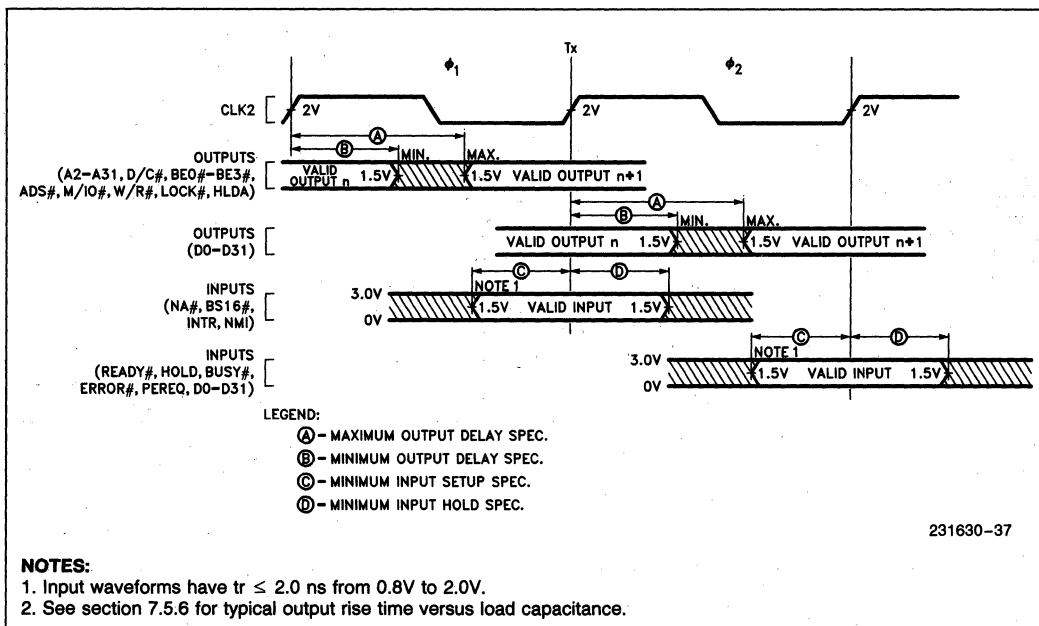 Tx
ϕ1 ϕ2
CLK2 2V 2V 2V
Ⓐ
Ⓑ MIN. MAX.
OUTPUTS
(A2-A31, D/C#, BE0#-BE3#,
ADS#, M/IO#, W/R#, LOCK#, HLDA)
VALID
OUTPUT n 1.5V 1.5V VALID OUTPUT n+1
Ⓐ
Ⓑ MIN. MAX.
OUTPUTS
(D0-D31)
VALID OUTPUT n 1.5V 1.5V VALID OUTPUT n+1
Ⓒ Ⓓ
INPUTS
(NA#, BS16#,
INTR, NMI)
3.0V NOTE 1
1.5V VALID INPUT 1.5V
0V
Ⓒ Ⓓ
INPUTS
(READY#, HOLD, BUSY#,
ERROR#, PEREQ, D0-D31)
3.0V NOTE 1
1.5V VALID INPUT 1.5V
0V
LEGEND:
Ⓐ - MAXIMUM OUTPUT DELAY SPEC.
Ⓑ - MINIMUM OUTPUT DELAY SPEC.
Ⓒ - MINIMUM INPUT SETUP SPEC.
Ⓓ - MINIMUM INPUT HOLD SPEC.
231630-37
NOTES:
1. Input waveforms have tr ≤ 2.0 ns from 0.8V to 2.0V.
2. See section 7.5.6 for typical output rise time versus load capacitance.